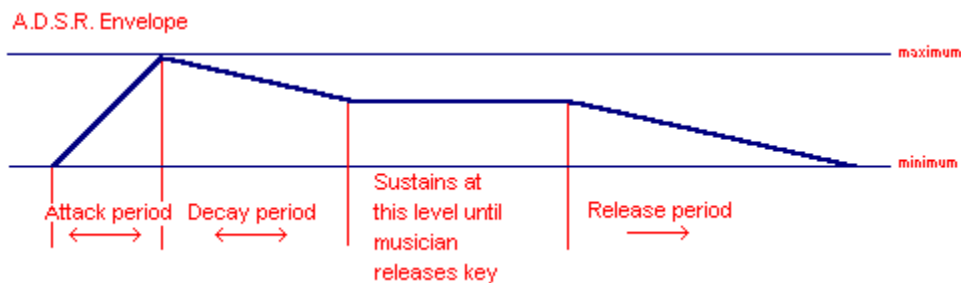 A.D.S.R. Envelope
maximum
minimum
Attack period
Decay period
Sustains at
this level until
musician
releases key
Release period